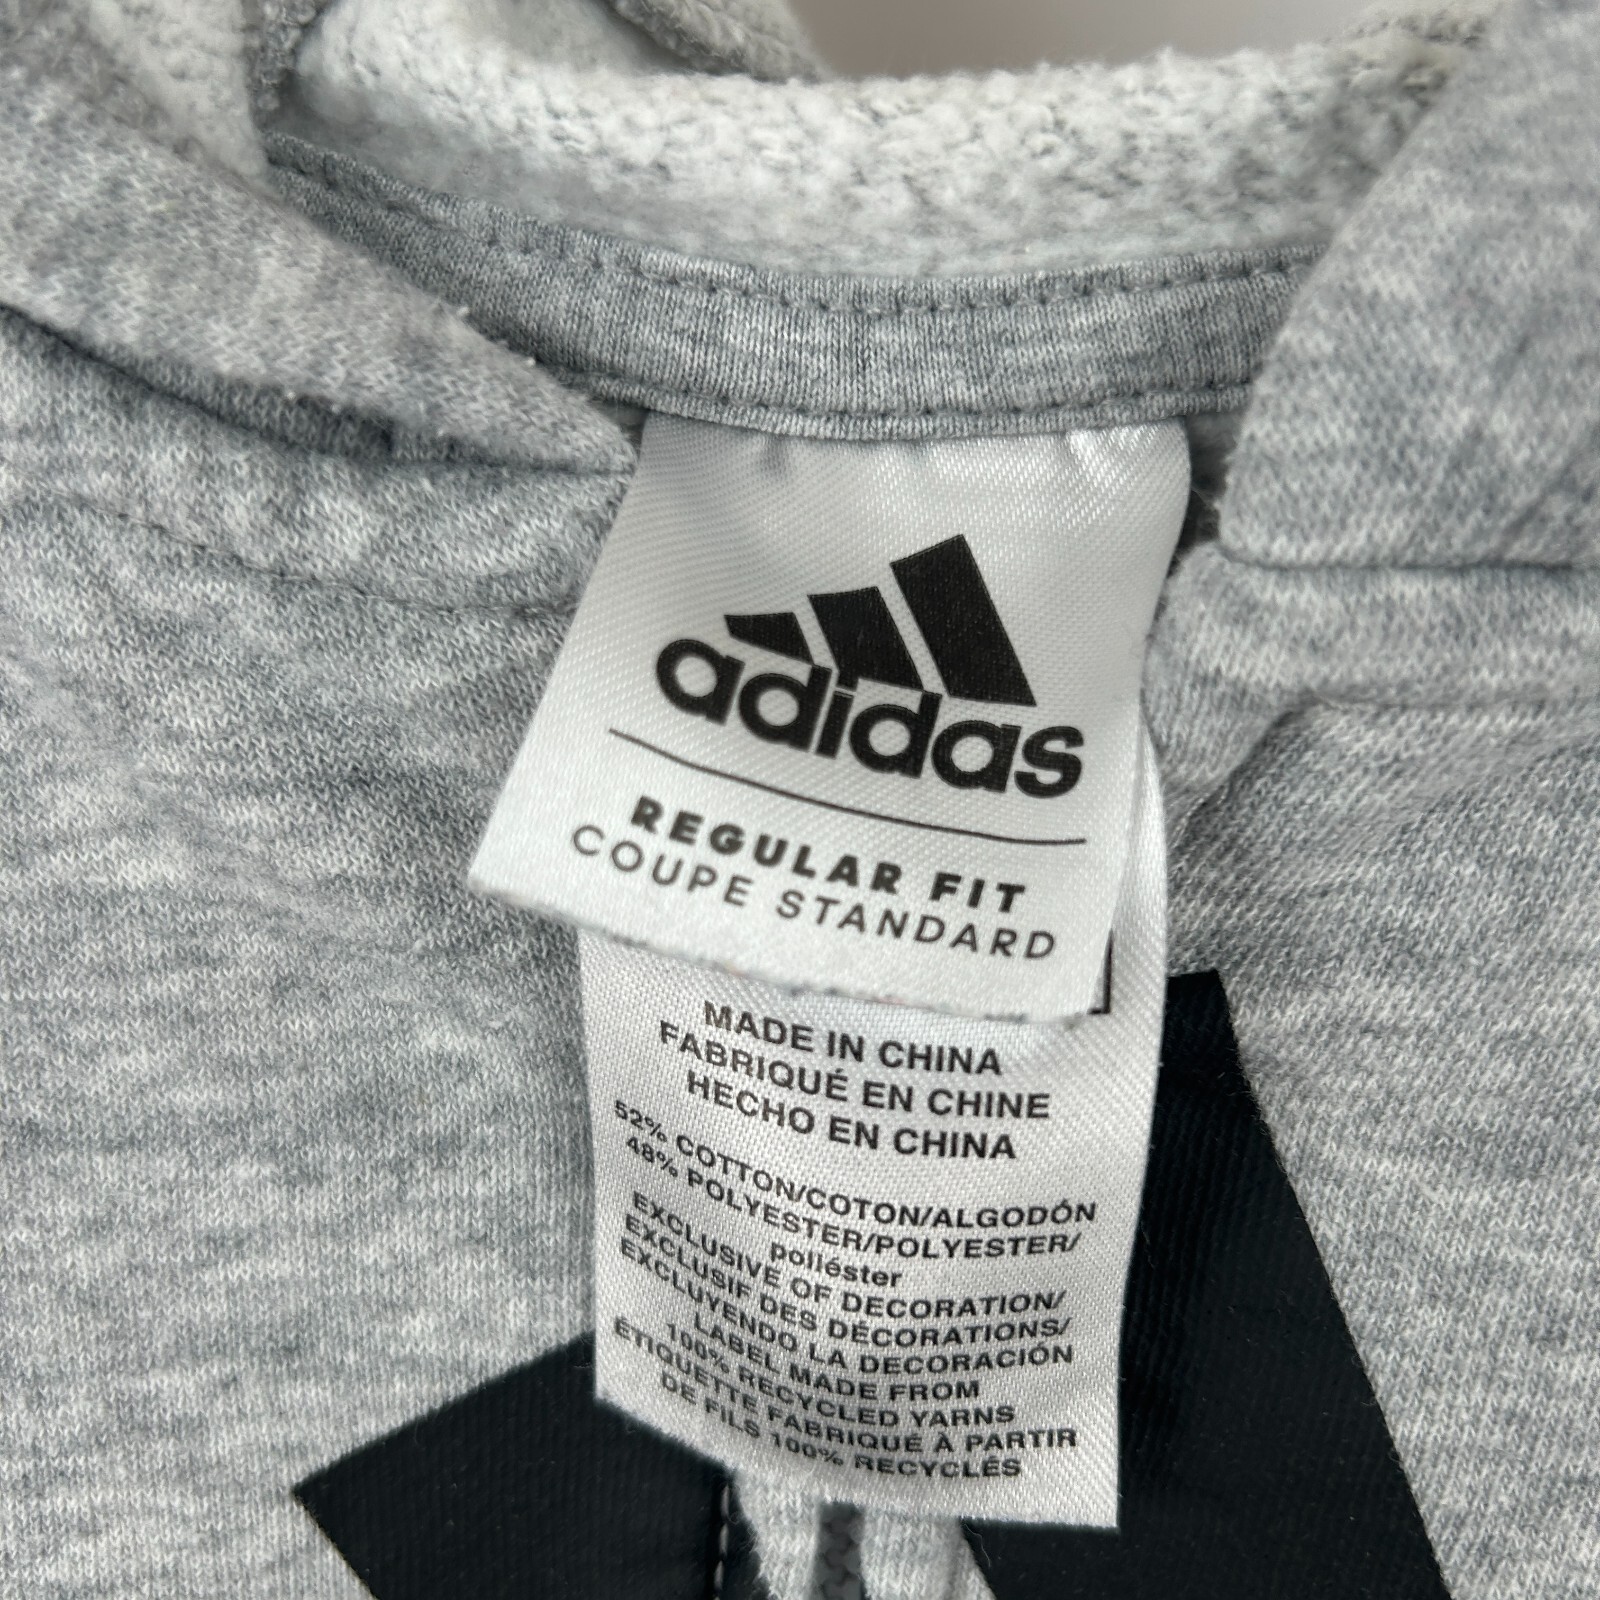 adidas
REGULAR FIT
COUPE STANDARD
MADE IN CHINA
FABRIQUÉ EN CHINE
HECHO EN CHINA
52% COTTON/COTON/ALGODÓN
48% POLYESTER/POLYESTER/
poliéster
EXCLUSIVE OF DECORATION/
EXCLUSIF DES DÉCORATIONS/
EXCLUYENDO LA DECORACIÓN
LABEL MADE FROM
100% RECYCLED YARNS
ÉTIQUETTE FABRIQUÉ À PARTIR
DE FILS 100% RECYCLÉS